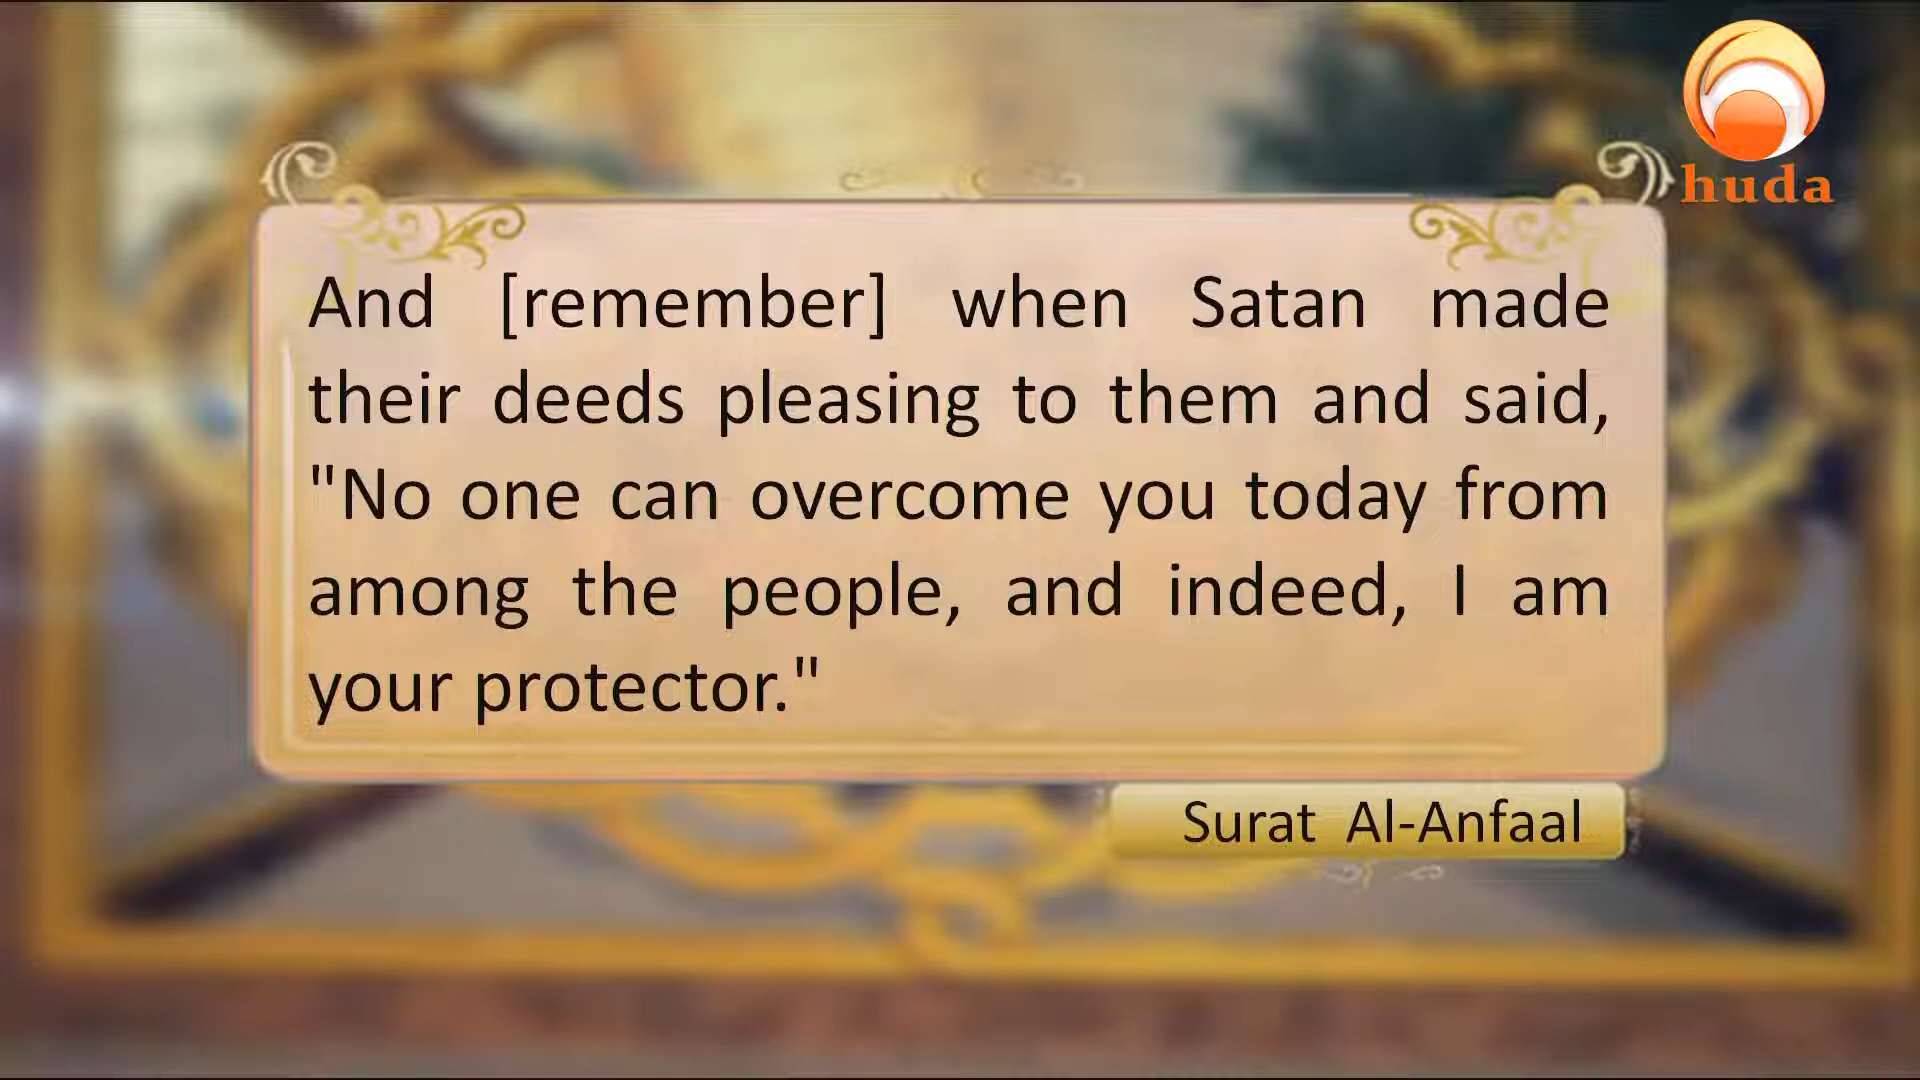 huda
And [remember] when Satan made
their deeds pleasing to them and said,
"No one can overcome you today from
among the people, and indeed, I am
your protector."
Surat Al-Anfaal